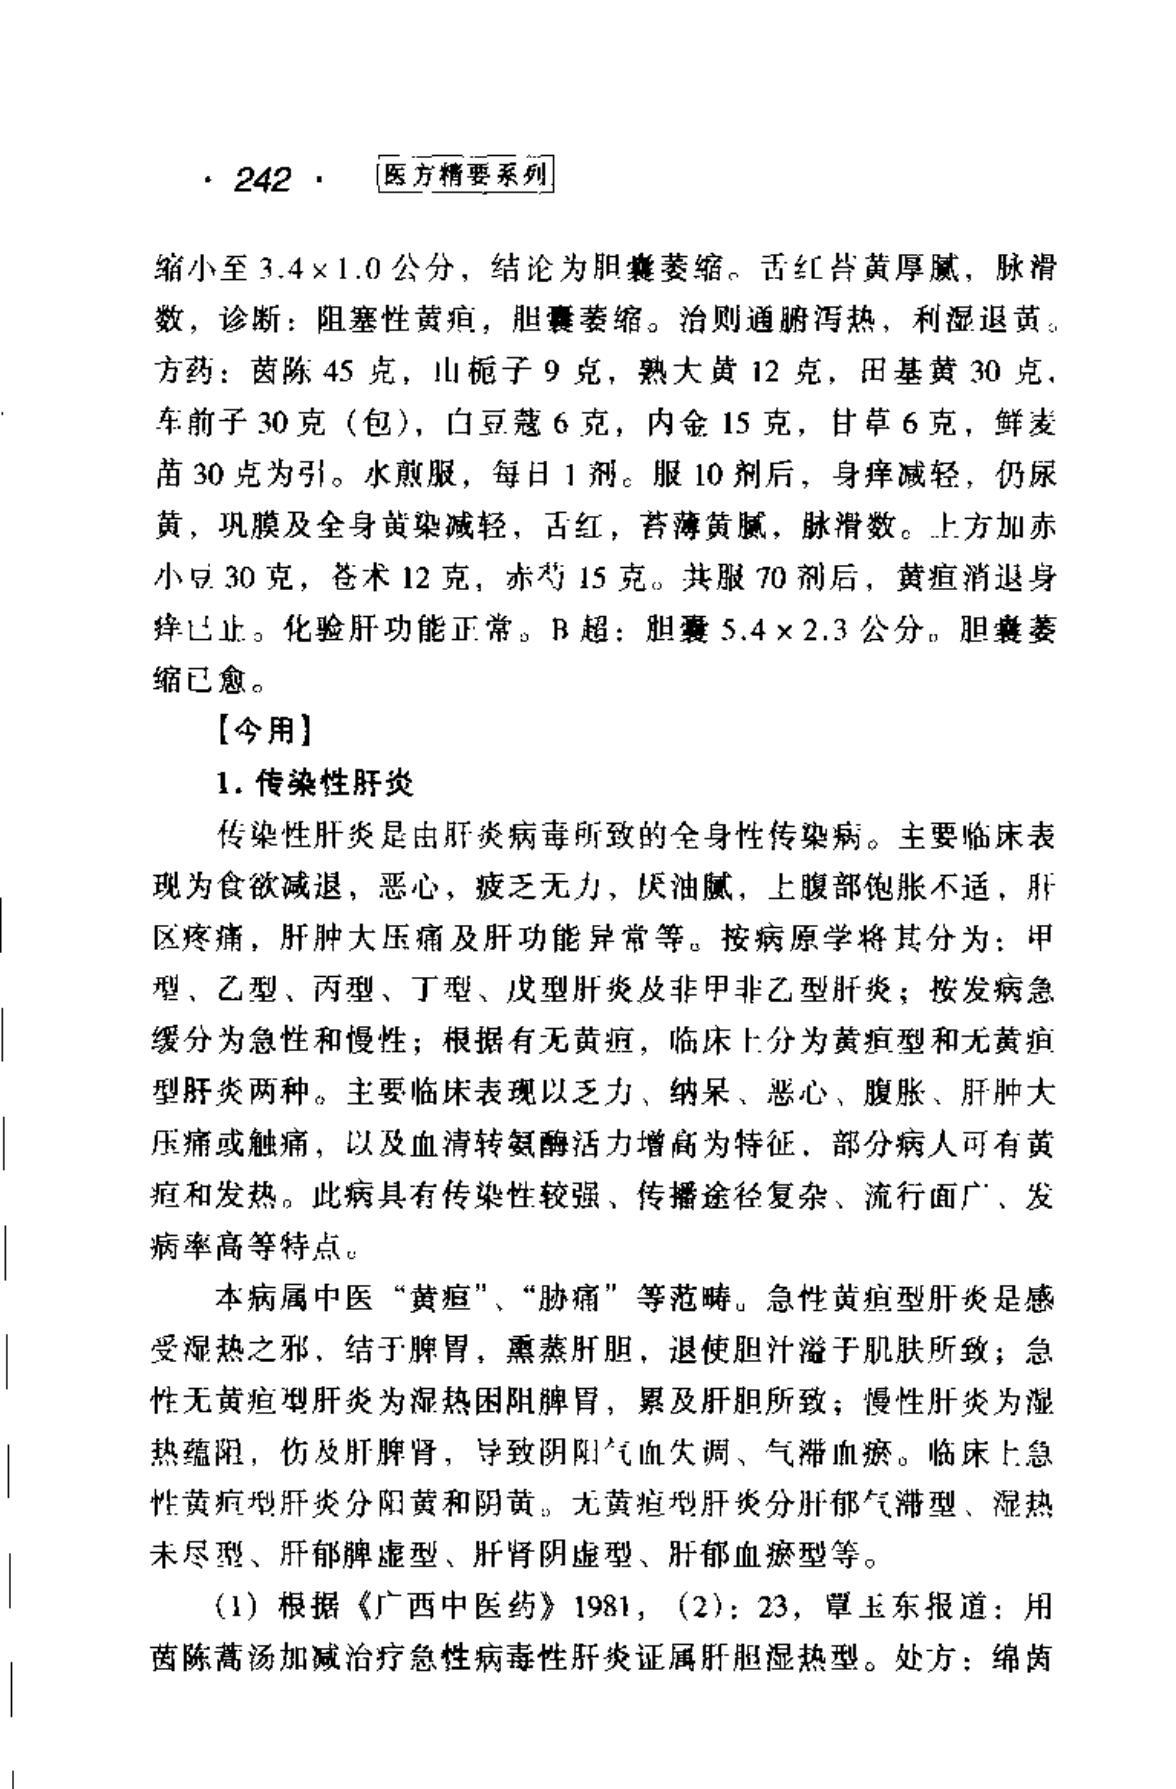 · 242 · 医方精要系列
缩小至 3.4×1.0 公分，结论为胆囊萎缩。舌红苔黄厚腻，脉滑
数，诊断：阻塞性黄疸，胆囊萎缩。治则通腑泻热，利湿退黄。
方药：茵陈 45 克，山栀子 9 克，熟大黄 12 克，田基黄 30 克，
车前子 30 克（包），白豆蔻 6 克，内金 15 克，甘草 6 克，鲜麦
苗 30 克为引。水煎服，每日 1 剂。服 10 剂后，身痒减轻，仍尿
黄，巩膜及全身黄染减轻，舌红，苔薄黄腻，脉滑数。上方加赤
小豆 30 克，苍术 12 克，赤芍 15 克。共服 70 剂后，黄疸消退身
痒已止。化验肝功能正常。B 超：胆囊 5.4×2.3 公分。胆囊萎
缩已愈。
【今用】
1. 传染性肝炎
传染性肝炎是由肝炎病毒所致的全身性传染病。主要临床表
现为食欲减退，恶心，疲乏无力，厌油腻，上腹部饱胀不适，肝
区疼痛，肝肿大压痛及肝功能异常等。按病原学将其分为：甲
型、乙型、丙型、丁型、戊型肝炎及非甲非乙型肝炎；按发病急
缓分为急性和慢性；根据有无黄疸，临床上分为黄疸型和无黄疸
型肝炎两种。主要临床表现以乏力、纳呆、恶心、腹胀、肝肿大
压痛或触痛，以及血清转氨酶活力增高为特征，部分病人可有黄
疸和发热。此病具有传染性较强、传播途径复杂、流行面广、发
病率高等特点。
本病属中医“黄疸”、“胁痛”等范畴。急性黄疸型肝炎是感
受湿热之邪，结于脾胃，熏蒸肝胆，退使胆汁溢于肌肤所致；急
性无黄疸型肝炎为湿热困阻脾胃，累及肝胆所致；慢性肝炎为湿
热蕴阻，伤及肝脾肾，导致阴阳气血失调、气滞血瘀。临床上急
性黄疸型肝炎分阳黄和阴黄。无黄疸型肝炎分肝郁气滞型、湿热
未尽型、肝郁脾虚型、肝肾阴虚型、肝郁血瘀型等。
（1）根据《广西中医药》1981，（2）：23，覃玉东报道：用
茵陈蒿汤加减治疗急性病毒性肝炎证属肝胆湿热型。处方：绵茵